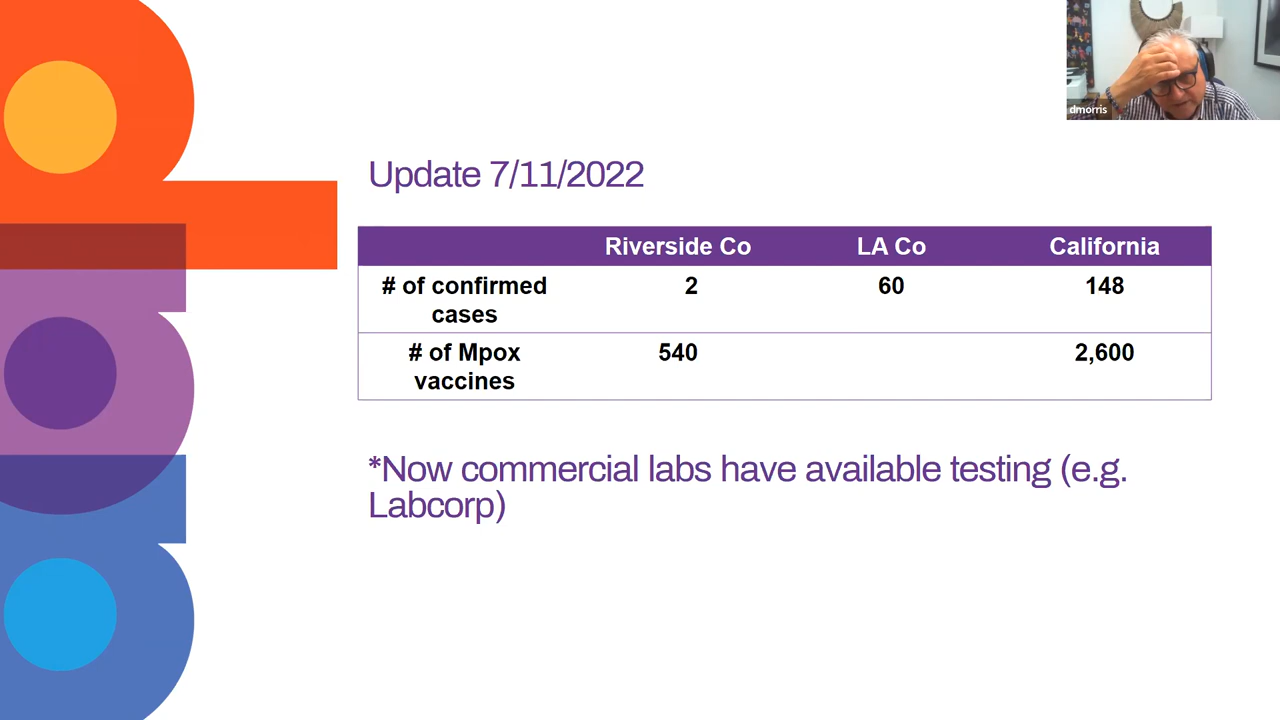 dmorris
Update 7/11/2022
Riverside Co LA Co California
# of confirmed 2 60 148
cases
# of Mpox 540 2,600
vaccines
*Now commercial labs have available testing (e.g.
Labcorp)